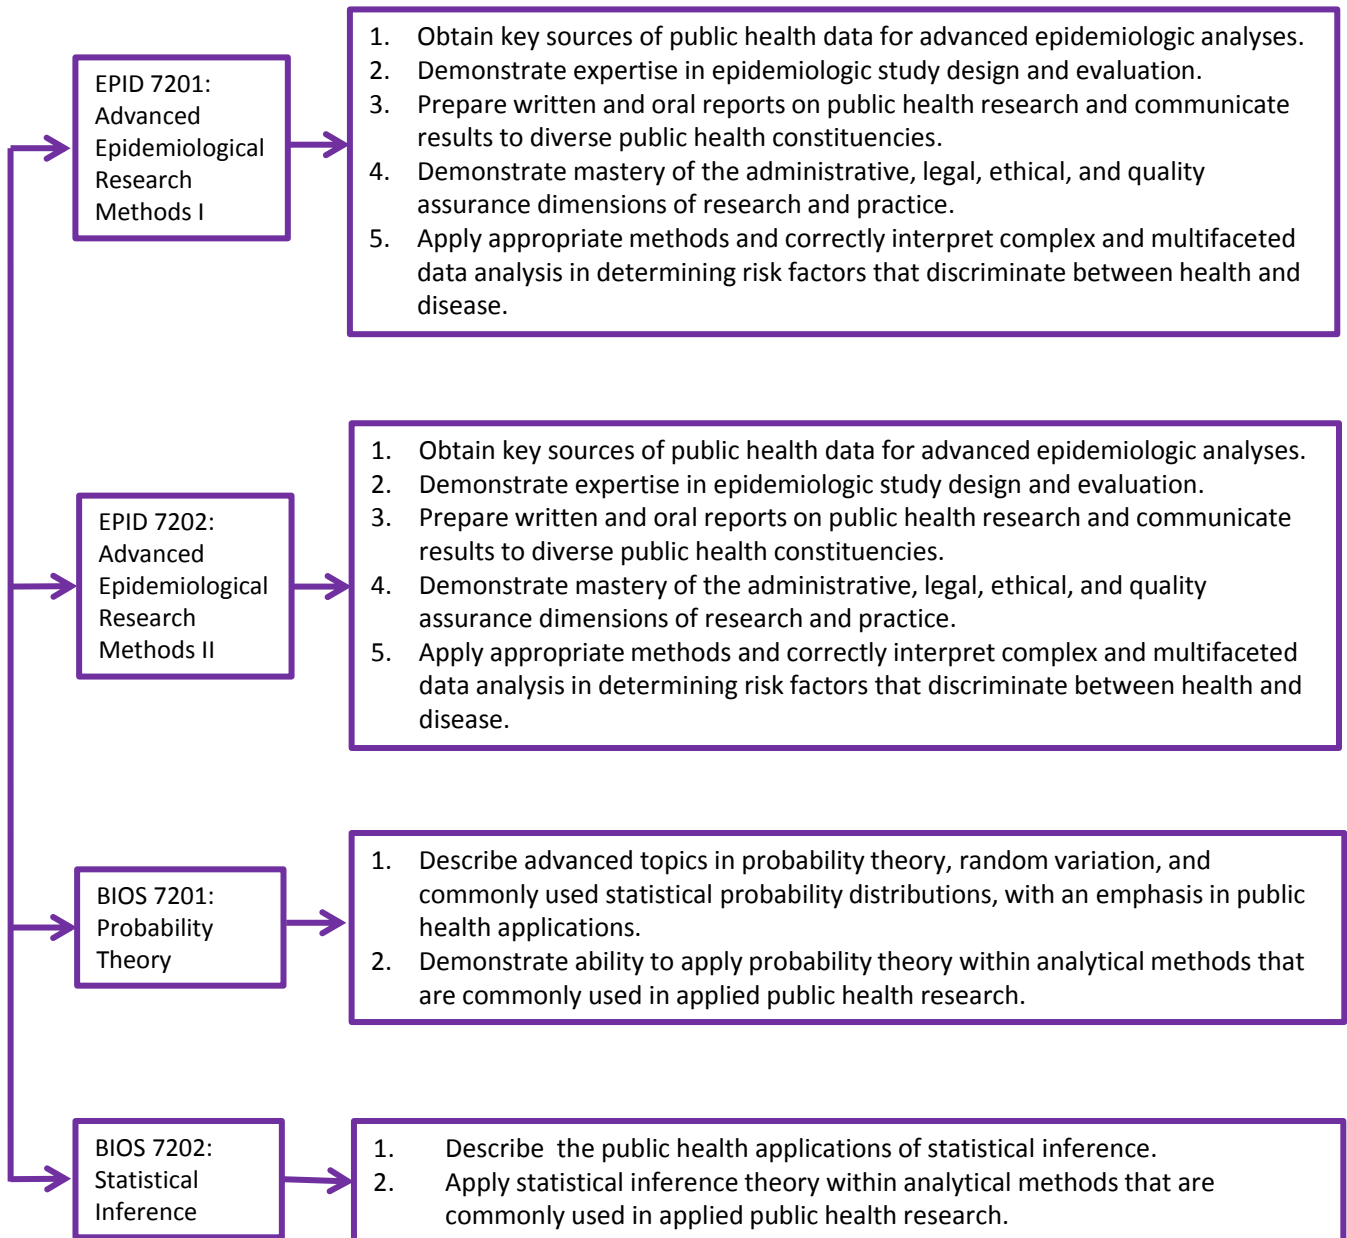 EPID 7201:
Advanced
Epidemiological
Research
Methods I
1. Obtain key sources of public health data for advanced epidemiologic analyses.
2. Demonstrate expertise in epidemiologic study design and evaluation.
3. Prepare written and oral reports on public health research and communicate
results to diverse public health constituencies.
4. Demonstrate mastery of the administrative, legal, ethical, and quality
assurance dimensions of research and practice.
5. Apply appropriate methods and correctly interpret complex and multifaceted
data analysis in determining risk factors that discriminate between health and
disease.
EPID 7202:
Advanced
Epidemiological
Research
Methods II
1. Obtain key sources of public health data for advanced epidemiologic analyses.
2. Demonstrate expertise in epidemiologic study design and evaluation.
3. Prepare written and oral reports on public health research and communicate
results to diverse public health constituencies.
4. Demonstrate mastery of the administrative, legal, ethical, and quality
assurance dimensions of research and practice.
5. Apply appropriate methods and correctly interpret complex and multifaceted
data analysis in determining risk factors that discriminate between health and
disease.
BIOS 7201:
Probability
Theory
1. Describe advanced topics in probability theory, random variation, and
commonly used statistical probability distributions, with an emphasis in public
health applications.
2. Demonstrate ability to apply probability theory within analytical methods that
are commonly used in applied public health research.
BIOS 7202:
Statistical
Inference
1. Describe the public health applications of statistical inference.
2. Apply statistical inference theory within analytical methods that are
commonly used in applied public health research.